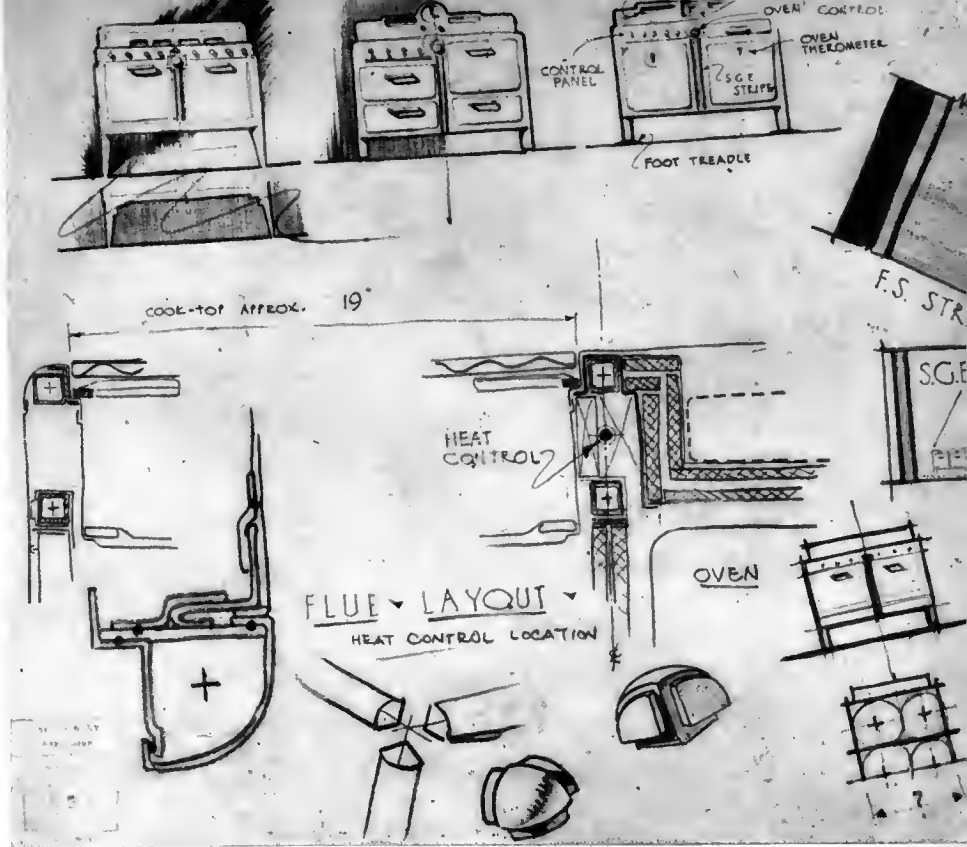 OVEN CONTROL
OVEN
THEROMETER
CONTROL
PANEL
S.G.E
STRIPE
FOOT TREADLE
F.S. STR
COOK-TOP APPROX. 19"
S.G.E
HEAT
CONTROL
OVEN
FLUE LAYOUT
HEAT CONTROL LOCATION
?